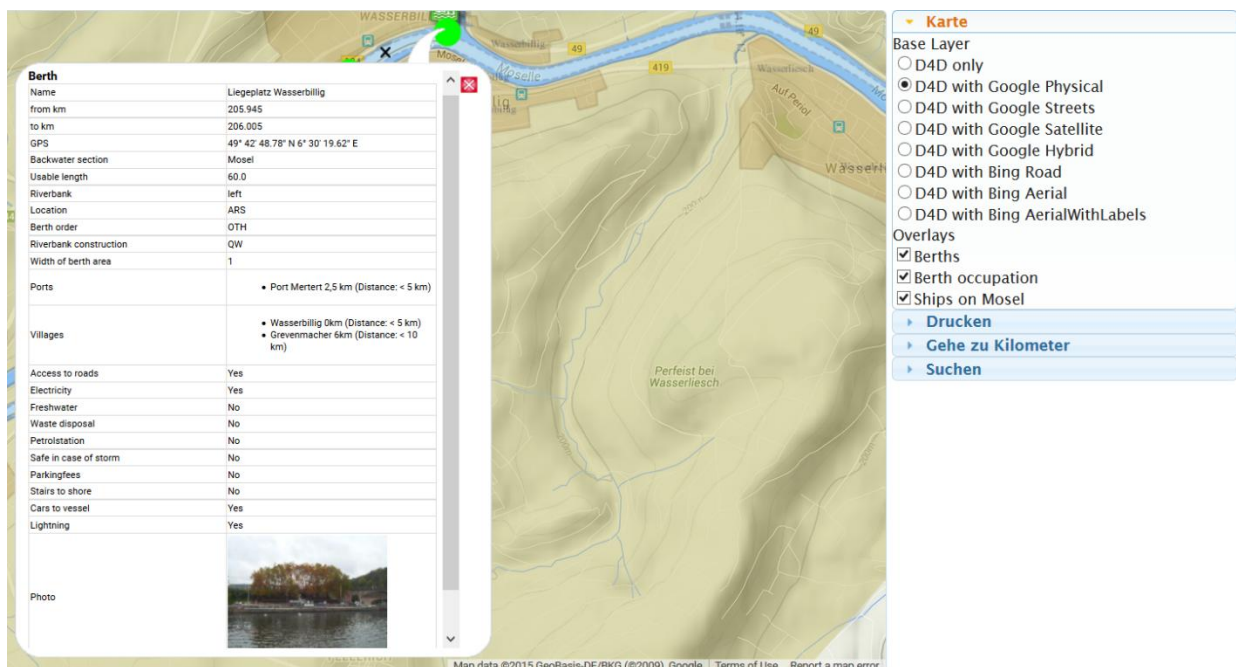 WASSERBILL
Wasserbillig
49
49
Mosel
Moselle
419
Wasserliesch
Auf Periol
200m
Perfeist bei
Wasserliesch
200m
200m
Berth
Name Liegeplatz Wasserbillig
from km 205.945
to km 206.005
GPS 49° 42' 48.78" N 6° 30' 19.62" E
Backwater section Mosel
Usable length 60.0
Riverbank left
Location ARS
Berth order OTH
Riverbank construction QW
Width of berth area 1
Ports • Port Mertert 2,5 km (Distance: < 5 km)
Villages • Wasserbillig 0km (Distance: < 5 km)
• Grevenmacher 6km (Distance: < 10
km)
Access to roads Yes
Electricity Yes
Freshwater No
Waste disposal No
Petrolstation No
Safe in case of storm No
Parkingfees No
Stairs to shore No
Cars to vessel Yes
Lightning Yes
Photo
Map data ©2015 GeoBasis-DE/BKG (©2009), Google Terms of Use Report a map error
Karte
Base Layer
D4D only
D4D with Google Physical
D4D with Google Streets
D4D with Google Satellite
D4D with Google Hybrid
D4D with Bing Road
D4D with Bing Aerial
D4D with Bing AerialWithLabels
Overlays
Berths
Berth occupation
Ships on Mosel
Drucken
Gehe zu Kilometer
Suchen